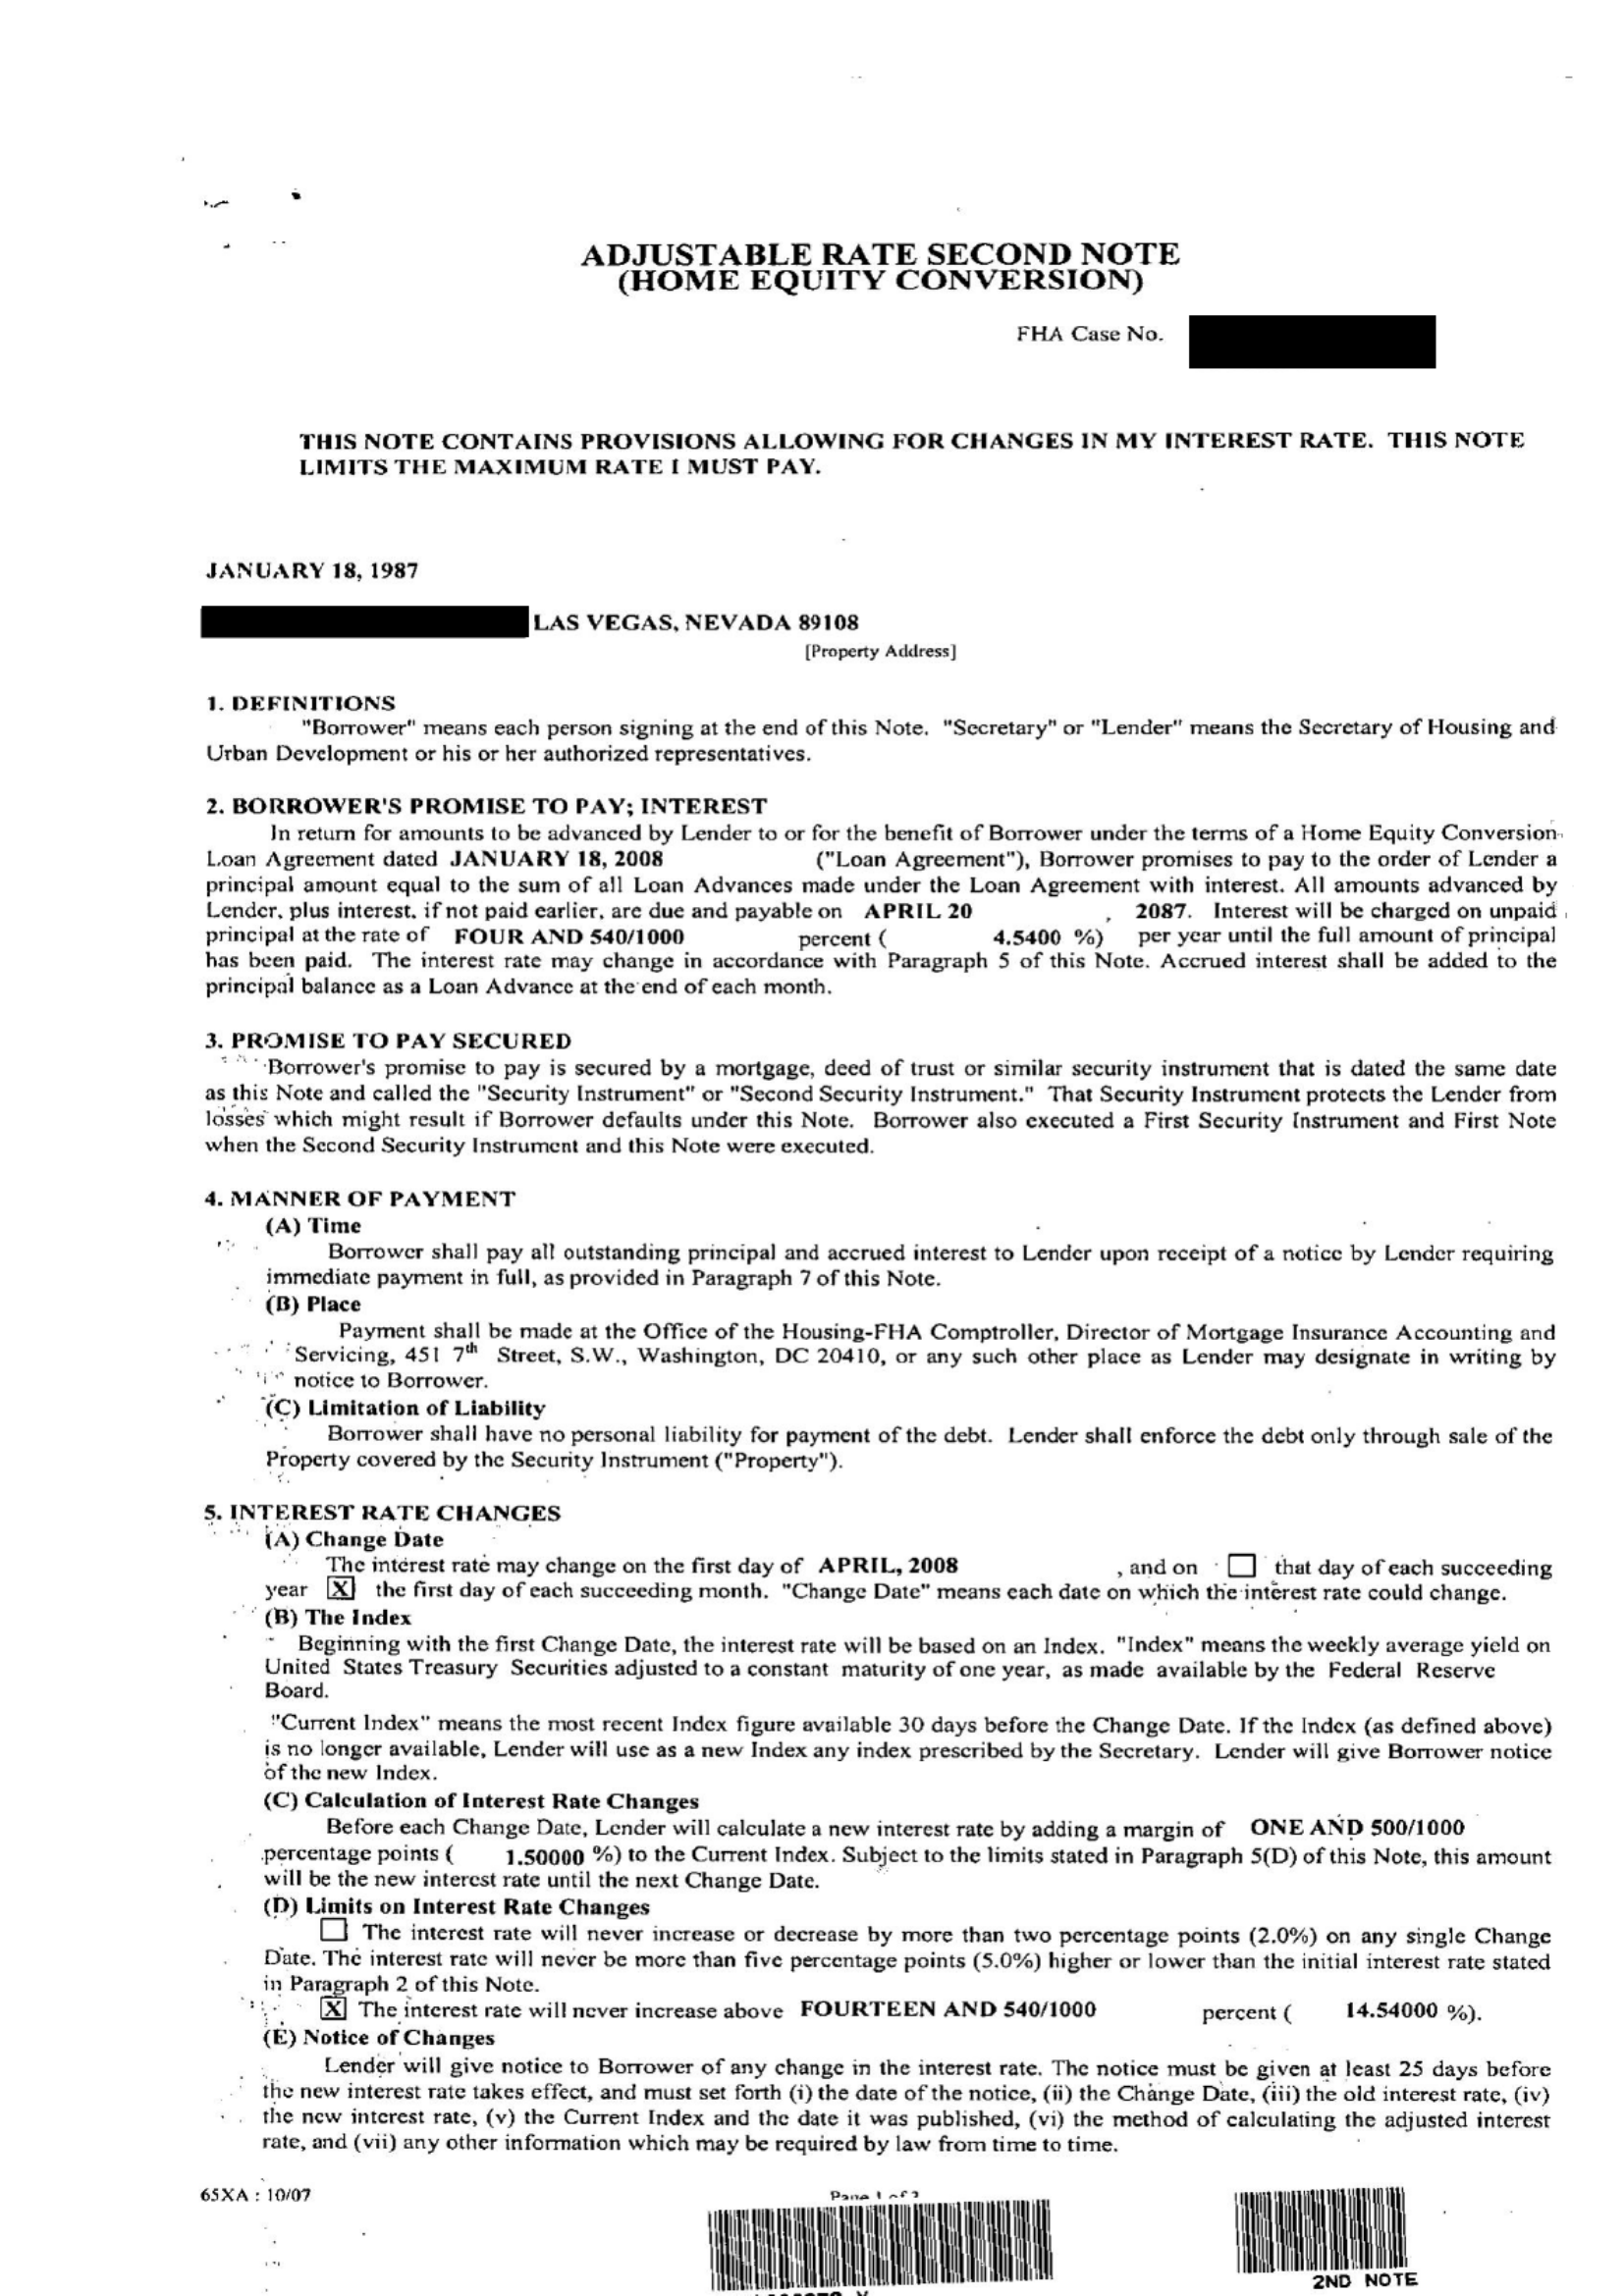 ADJUSTABLE RATE SECOND NOTE
(HOME EQUITY CONVERSION)
FHA Case No.
THIS NOTE CONTAINS PROVISIONS ALLOWING FOR CHANGES IN MY INTEREST RATE. THIS NOTE
LIMITS THE MAXIMUM RATE I MUST PAY.
JANUARY 18, 1987
LAS VEGAS, NEVADA 89108
[Property Address]
1. DEFINITIONS
"Borrower" means each person signing at the end of this Note. "Secretary" or "Lender" means the Secretary of Housing and
Urban Development or his or her authorized representatives.
2. BORROWER'S PROMISE TO PAY; INTEREST
In return for amounts to be advanced by Lender to or for the benefit of Borrower under the terms of a Home Equity Conversion
Loan Agreement dated JANUARY 18, 2008 ("Loan Agreement"), Borrower promises to pay to the order of Lender a
principal amount equal to the sum of all Loan Advances made under the Loan Agreement with interest. All amounts advanced by
Lender, plus interest, if not paid earlier, are due and payable on APRIL 20 , 2087. Interest will be charged on unpaid
principal at the rate of FOUR AND 540/1000 percent ( 4.5400 %) per year until the full amount of principal
has been paid. The interest rate may change in accordance with Paragraph 5 of this Note. Accrued interest shall be added to the
principal balance as a Loan Advance at the end of each month.
3. PROMISE TO PAY SECURED
Borrower's promise to pay is secured by a mortgage, deed of trust or similar security instrument that is dated the same date
as this Note and called the "Security Instrument" or "Second Security Instrument." That Security Instrument protects the Lender from
losses which might result if Borrower defaults under this Note. Borrower also executed a First Security Instrument and First Note
when the Second Security Instrument and this Note were executed.
4. MANNER OF PAYMENT
(A) Time
Borrower shall pay all outstanding principal and accrued interest to Lender upon receipt of a notice by Lender requiring
immediate payment in full, as provided in Paragraph 7 of this Note.
(B) Place
Payment shall be made at the Office of the Housing-FHA Comptroller, Director of Mortgage Insurance Accounting and
Servicing, 451 7th Street, S.W., Washington, DC 20410, or any such other place as Lender may designate in writing by
notice to Borrower.
(C) Limitation of Liability
Borrower shall have no personal liability for payment of the debt. Lender shall enforce the debt only through sale of the
Property covered by the Security Instrument ("Property").
5. INTEREST RATE CHANGES
(A) Change Date
The interest rate may change on the first day of APRIL, 2008 , and on ☐ that day of each succeeding
year [X] the first day of each succeeding month. "Change Date" means each date on which the interest rate could change.
(B) The Index
Beginning with the first Change Date, the interest rate will be based on an Index. "Index" means the weekly average yield on
United States Treasury Securities adjusted to a constant maturity of one year, as made available by the Federal Reserve
Board.
"Current Index" means the most recent Index figure available 30 days before the Change Date. If the Index (as defined above)
is no longer available, Lender will use as a new Index any index prescribed by the Secretary. Lender will give Borrower notice
of the new Index.
(C) Calculation of Interest Rate Changes
Before each Change Date, Lender will calculate a new interest rate by adding a margin of ONE AND 500/1000
percentage points ( 1.50000 %) to the Current Index. Subject to the limits stated in Paragraph 5(D) of this Note, this amount
will be the new interest rate until the next Change Date.
(D) Limits on Interest Rate Changes
☐ The interest rate will never increase or decrease by more than two percentage points (2.0%) on any single Change
Date. The interest rate will never be more than five percentage points (5.0%) higher or lower than the initial interest rate stated
in Paragraph 2 of this Note.
[X] The interest rate will never increase above FOURTEEN AND 540/1000 percent ( 14.54000 %).
(E) Notice of Changes
Lender will give notice to Borrower of any change in the interest rate. The notice must be given at least 25 days before
the new interest rate takes effect, and must set forth (i) the date of the notice, (ii) the Change Date, (iii) the old interest rate, (iv)
the new interest rate, (v) the Current Index and the date it was published, (vi) the method of calculating the adjusted interest
rate, and (vii) any other information which may be required by law from time to time.
65XA : 10/07
Page 1 of
2ND NOTE